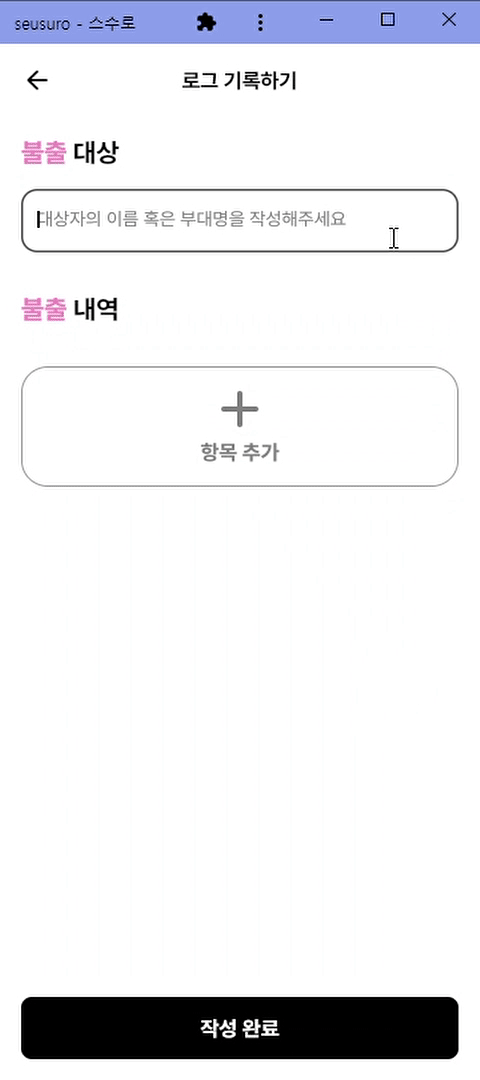 seusuro - 스수로
로그 기록하기
불출 대상
대상자의 이름 혹은 부대명을 작성해주세요
불출 내역
항목 추가
작성 완료